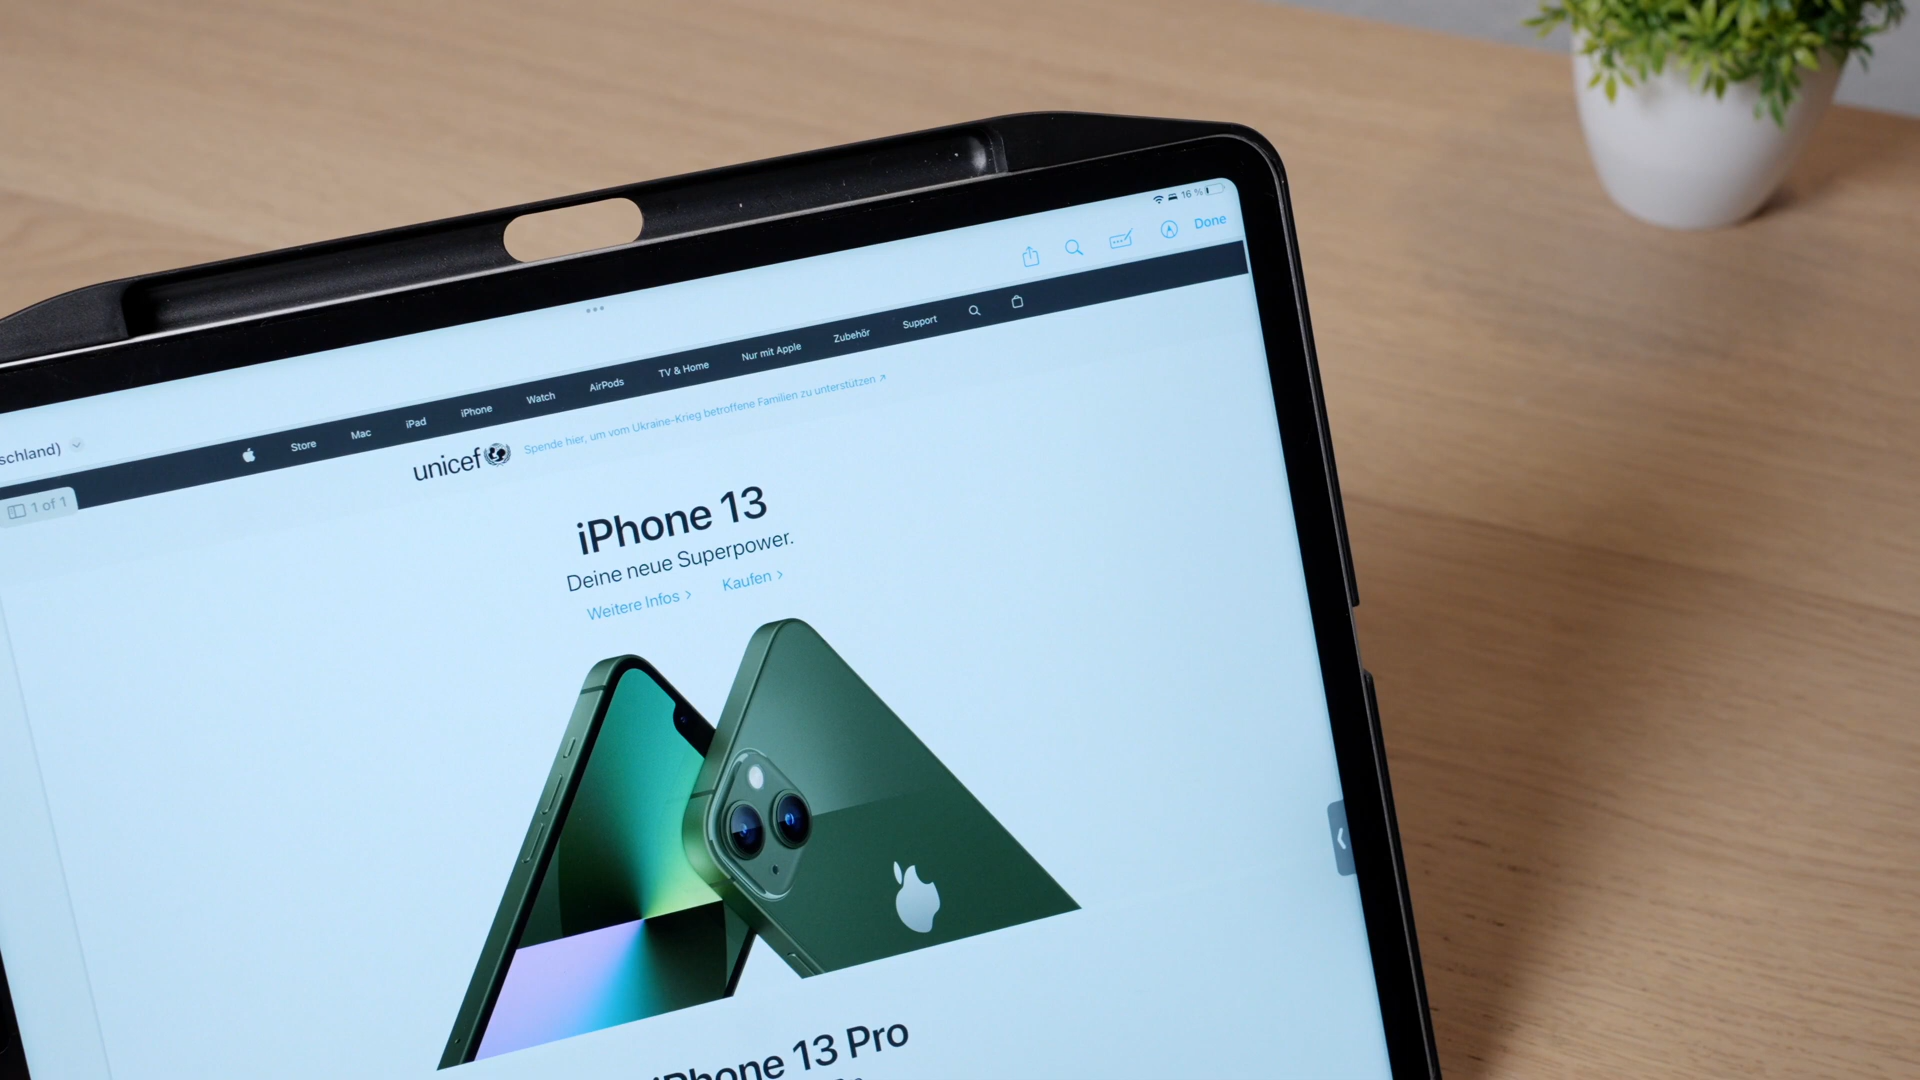 16 %
Done
schland)
Store Mac iPad iPhone Watch AirPods TV & Home Nur mit Apple Zubehör Support
1 of 1
unicef Spende hier, um vom Ukraine-Krieg betroffene Familien zu unterstützen ↗
iPhone 13
Deine neue Superpower.
Weitere Infos > Kaufen >
iPhone 13 Pro